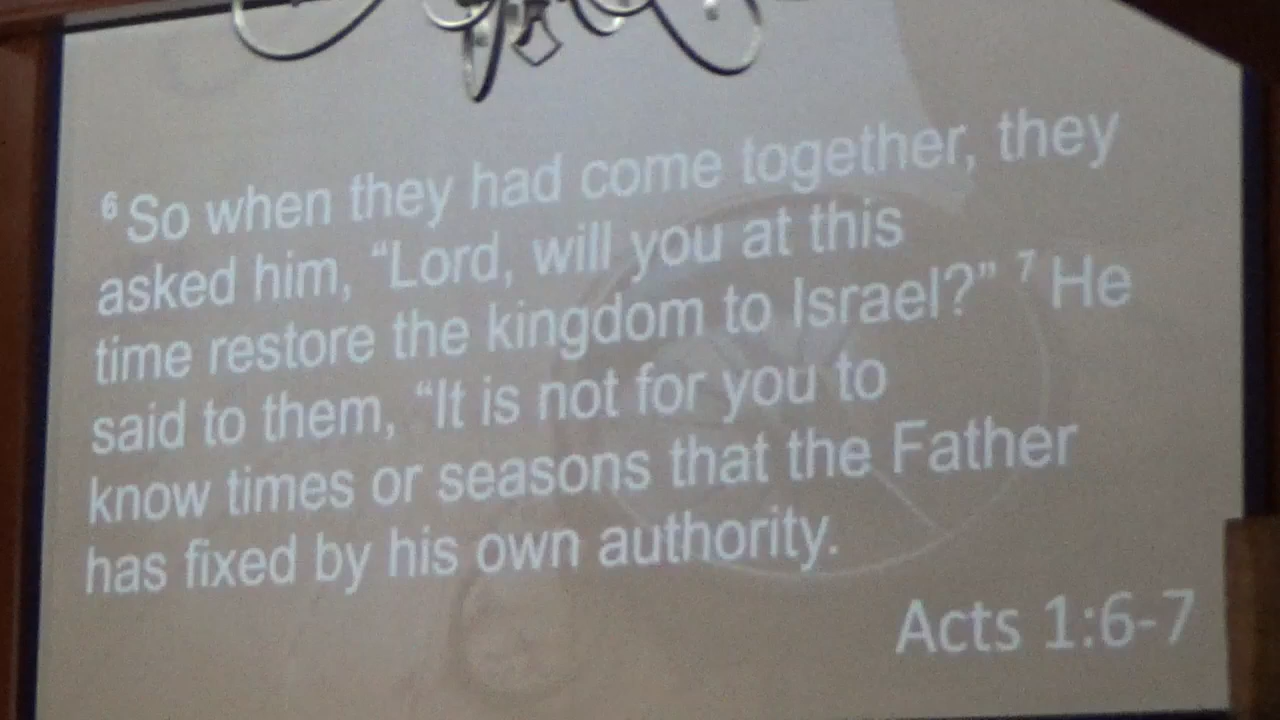 ⁶ So when they had come together, they
asked him, “Lord, will you at this
time restore the kingdom to Israel?” ⁷ He
said to them, “It is not for you to
know times or seasons that the Father
has fixed by his own authority.
Acts 1:6-7